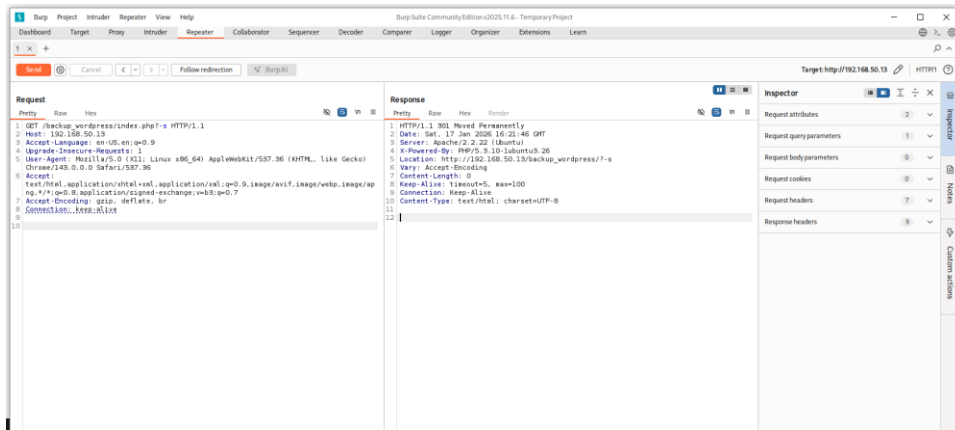 Burp Project Intruder Repeater View Help
Burp Suite Community Edition v2025.11.6 - Temporary Project
Dashboard Target Proxy Intruder Repeater Collaborator Sequencer Decoder Comparer Logger Organizer Extensions Learn
1 × +
Send Cancel < > Follow redirection Burp AI
Target: http://192.168.50.13
HTTP/1
Request
Pretty Raw Hex
1 GET /backup_wordpress/index.php?-s HTTP/1.1
2 Host: 192.168.50.13
3 Accept-Language: en-US,en;q=0.9
4 Upgrade-Insecure-Requests: 1
5 User-Agent: Mozilla/5.0 (X11; Linux x86_64) AppleWebKit/537.36 (KHTML, like Gecko)
Chrome/143.0.0.0 Safari/537.36
6 Accept:
text/html,application/xhtml+xml,application/xml;q=0.9,image/avif,image/webp,image/ap
ng,*/*;q=0.8,application/signed-exchange;v=b3;q=0.7
7 Accept-Encoding: gzip, deflate, br
8 Connection: keep-alive
9
10
Response
Pretty Raw Hex Render
1 HTTP/1.1 301 Moved Permanently
2 Date: Sat, 17 Jan 2026 16:21:46 GMT
3 Server: Apache/2.2.22 (Ubuntu)
4 X-Powered-By: PHP/5.3.10-1ubuntu3.26
5 Location: http://192.168.50.13/backup_wordpress/?-s
6 Vary: Accept-Encoding
7 Content-Length: 0
8 Keep-Alive: timeout=5, max=100
9 Connection: Keep-Alive
10 Content-Type: text/html; charset=UTF-8
11
12
Inspector
Request attributes 2
Request query parameters 1
Request body parameters 0
Request cookies 0
Request headers 7
Response headers 9
Inspector
Notes
Custom actions